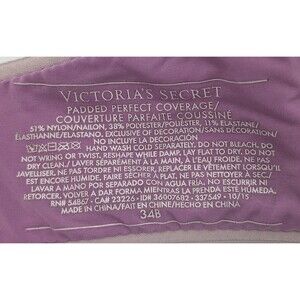 VICTORIA'S SECRET
PADDED PERFECT COVERAGE/
COUVERTURE PARFAITE COUSSINÉ
51% NYLON/NAILON, 38% POLYESTER/POLIÉSTER, 11% ELASTANE/
ÉLASTHANNE/ELASTANO. EXCLUSIVE OF DECORATION/SANS DÉCORATION/
NO INCLUYE LA DECORACIÓN
HAND WASH COLD SEPARATELY. DO NOT BLEACH. DO
NOT WRING OR TWIST, RESHAPE WHILE DAMP, LAY FLAT TO DRY. DO NOT
DRY CLEAN./ LAVER SÉPARÉMENT À LA MAIN, À L'EAU FROIDE. NE PAS
JAVELLISER. NE PAS TORDRE NI ESSORER, REPLACER LE VÊTEMENT LORSQU'IL
EST ENCORE HUMIDE. FAIRE SÉCHER À PLAT. NE PAS NETTOYER À SEC./
LAVAR A MANO POR SEPARADO CON AGUA FRÍA. NO ESCURRIR NI
RETORCER, VOLVER A DAR FORMA MIENTRAS LA PRENDA ESTÉ HÚMEDA.
RN# 54867 - CA# 23226 - ID# 36007682 337549 - 10/15
MADE IN CHINA/FAIT EN CHINE/HECHO EN CHINA
34B